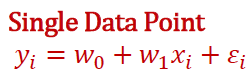 Single Data Point
yᵢ = w₀ + w₁xᵢ + εᵢ